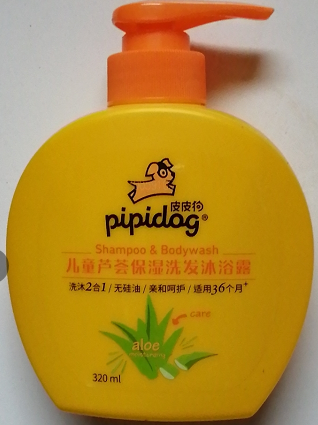 皮皮狗
pipidog®
Shampoo & Bodywash
儿童芦荟保湿洗发沐浴露
洗沐2合1/无硅油/亲和呵护/适用36个月+
care
aloe
moisturizing
320 ml